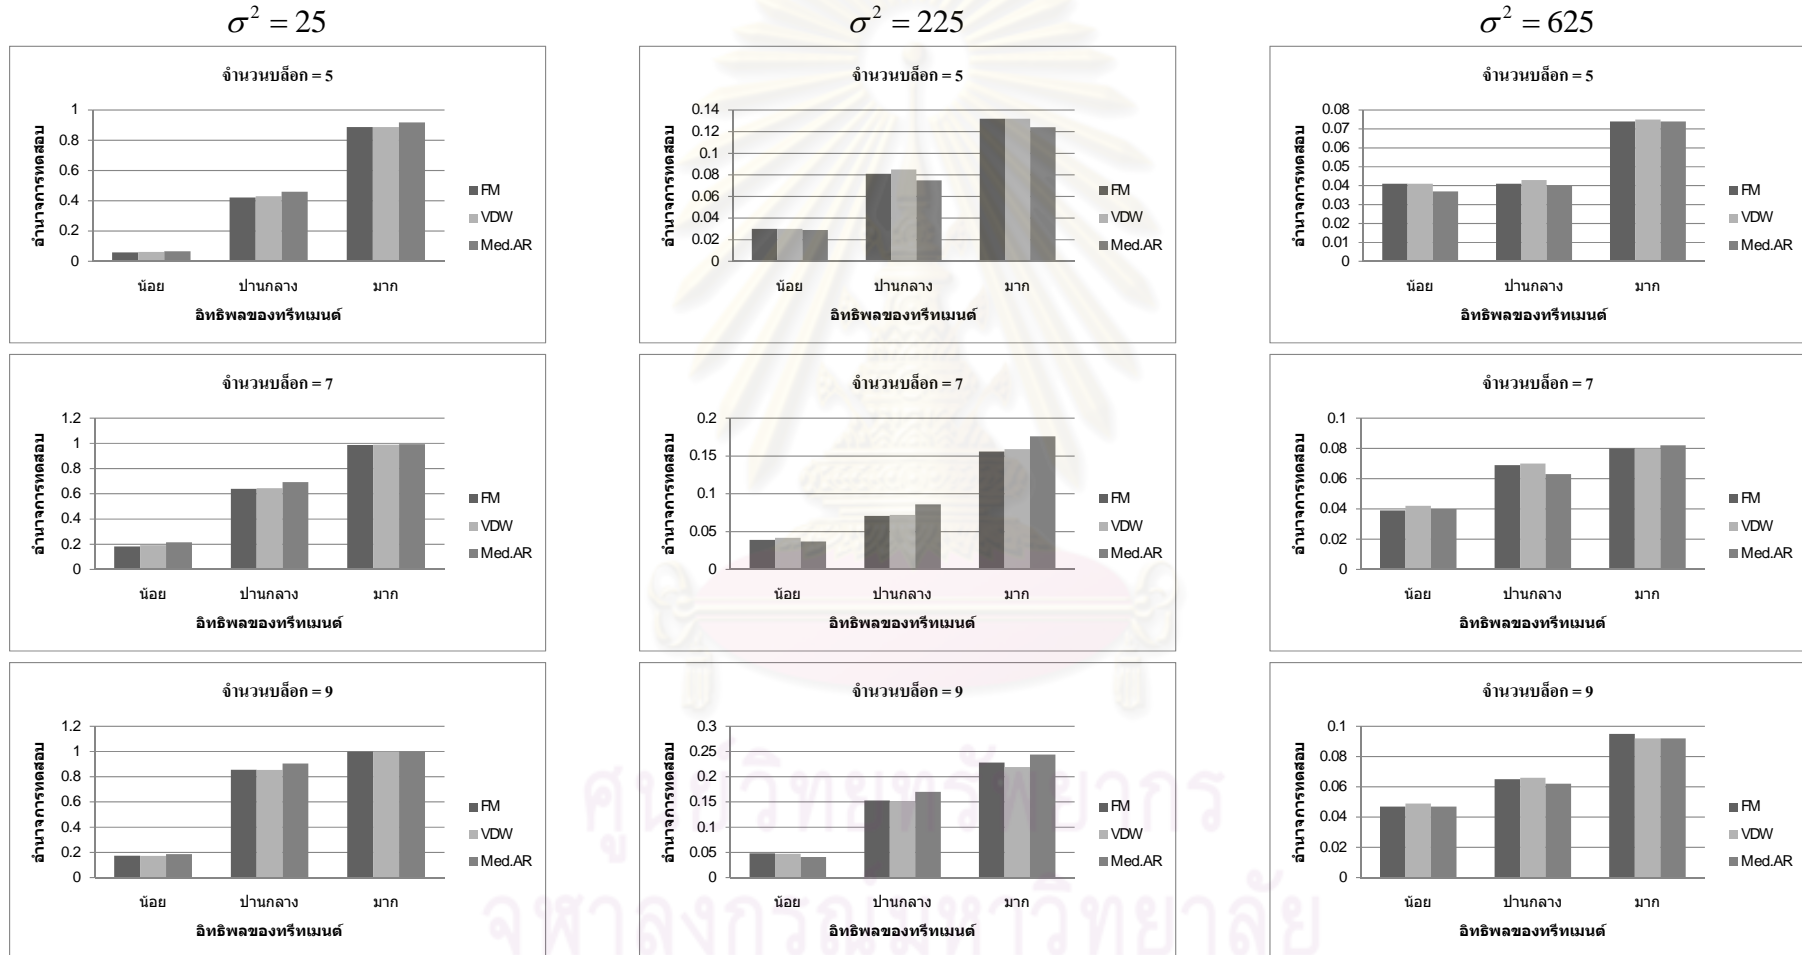 σ² = 25
σ² = 225
σ² = 625
จำนวนบล็อก = 5
อำนาจการทดสอบ
1
0.8
0.6
0.4
0.2
0
น้อย ปานกลาง มาก
อิทธิพลของทรีทเมนต์
FM
VDW
Med.AR
จำนวนบล็อก = 5
อำนาจการทดสอบ
0.14
0.12
0.1
0.08
0.06
0.04
0.02
0
น้อย ปานกลาง มาก
อิทธิพลของทรีทเมนต์
FM
VDW
Med.AR
จำนวนบล็อก = 5
อำนาจการทดสอบ
0.08
0.07
0.06
0.05
0.04
0.03
0.02
0.01
0
น้อย ปานกลาง มาก
อิทธิพลของทรีทเมนต์
FM
VDW
Med.AR
จำนวนบล็อก = 7
อำนาจการทดสอบ
1.2
1
0.8
0.6
0.4
0.2
0
น้อย ปานกลาง มาก
อิทธิพลของทรีทเมนต์
FM
VDW
Med.AR
จำนวนบล็อก = 7
อำนาจการทดสอบ
0.2
0.15
0.1
0.05
0
น้อย ปานกลาง มาก
อิทธิพลของทรีทเมนต์
FM
VDW
Med.AR
จำนวนบล็อก = 7
อำนาจการทดสอบ
0.1
0.08
0.06
0.04
0.02
0
น้อย ปานกลาง มาก
อิทธิพลของทรีทเมนต์
FM
VDW
Med.AR
จำนวนบล็อก = 9
อำนาจการทดสอบ
1.2
1
0.8
0.6
0.4
0.2
0
น้อย ปานกลาง มาก
อิทธิพลของทรีทเมนต์
FM
VDW
Med.AR
จำนวนบล็อก = 9
อำนาจการทดสอบ
0.3
0.25
0.2
0.15
0.1
0.05
0
น้อย ปานกลาง มาก
อิทธิพลของทรีทเมนต์
FM
VDW
Med.AR
จำนวนบล็อก = 9
อำนาจการทดสอบ
0.1
0.08
0.06
0.04
0.02
0
น้อย ปานกลาง มาก
อิทธิพลของทรีทเมนต์
FM
VDW
Med.AR
ศูนย์วิทยทรัพยากร
จุฬาลงกรณ์มหาวิทยาลัย